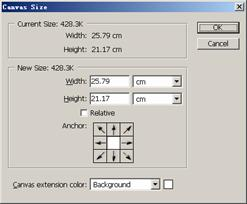 Canvas Size
Current Size: 428.3K
Width: 25.79 cm
Height: 21.17 cm
OK
Cancel
New Size: 428.3K
Width: 25.79 cm
Height: 21.17 cm
Relative
Anchor:
Canvas extension color: Background